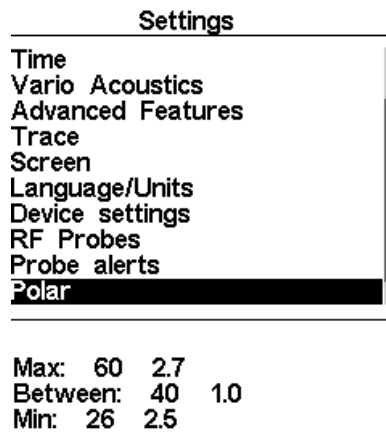 Settings
Time
Vario Acoustics
Advanced Features
Trace
Screen
Language/Units
Device settings
RF Probes
Probe alerts
Polar
Max: 60 2.7
Between: 40 1.0
Min: 26 2.5